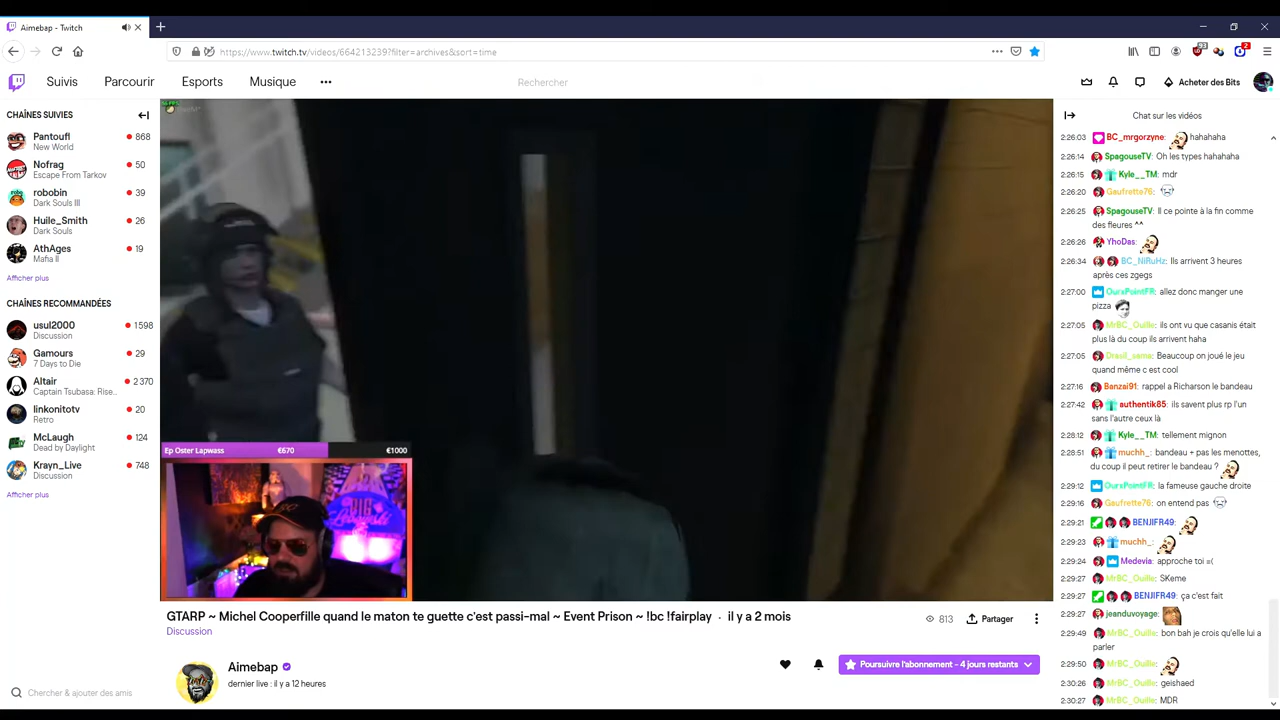 Aimebap - Twitch
https://www.twitch.tv/videos/664213239?filter=archives&sort=time
93
2
Suivis
Parcourir
Esports
Musique
Rechercher
Acheter des Bits
CHAÎNES SUIVIES
Pantoufl
868
New World
Nofrag
50
Escape From Tarkov
robobin
39
Dark Souls III
Huile_Smith
26
Dark Souls
AthAges
19
Mafia II
Afficher plus
CHAÎNES RECOMMANDÉES
usul2000
1 598
Discussion
Gamours
29
7 Days to Die
Altair
2 370
Captain Tsubasa: Rise...
linkonitotv
20
Retro
McLaugh
124
Dead by Daylight
Krayn_Live
748
Discussion
Afficher plus
Chercher & ajouter des amis
Ep Oster Lapwass
€670
€1000
GTARP ~ Michel Cooperfille quand le maton te guette c'est passi-mal ~ Event Prison ~ !bc !fairplay · il y a 2 mois
Discussion
813
Partager
Aimebap
dernier live : il y a 12 heures
Poursuivre l'abonnement - 4 jours restants
Chat sur les vidéos
2:26:03 BC_mrgorzyne: hahahaha
2:26:14 SpagouseTV: Oh les types hahahaha
2:26:15 Kyle__TM: mdr
2:26:20 Gaufrette76:
2:26:25 SpagouseTV: Il ce pointe à la fin comme
des fleures ^^
2:26:26 YhoDas:
2:26:34 BC_NiRuHz: Ils arrivent 3 heures
après ces zgegs
2:27:00 OurxPointFR: allez donc manger une
pizza
2:27:05 MrBC_Ouille: ils ont vu que casanis était
plus là du coup ils arrivent haha
2:27:05 Drasil_sama: Beaucoup on joué le jeu
quand même c est cool
2:27:16 Banzai91: rappel a Richarson le bandeau
2:27:42 authentik85: ils savent plus rp l'un
sans l'autre ceux là
2:28:12 Kyle__TM: tellement mignon
2:28:51 muchh_: bandeau + pas les menottes,
du coup il peut retirer le bandeau ?
2:29:12 OurxPointFR: la fameuse gauche droite
2:29:16 Gaufrette76: on entend pas
2:29:21 BENJIFR49:
2:29:23 muchh_:
2:29:24 Medevia: approche toi =(
2:29:27 MrBC_Ouille: SKeme
2:29:27 BENJIFR49: ça c'est fait
2:29:27 jeanduvoyage:
2:29:49 MrBC_Ouille: bon bah je crois qu'elle lui a
parler
2:29:50 MrBC_Ouille:
2:30:26 MrBC_Ouille: geishaed
2:30:27 MrBC_Ouille: MDR